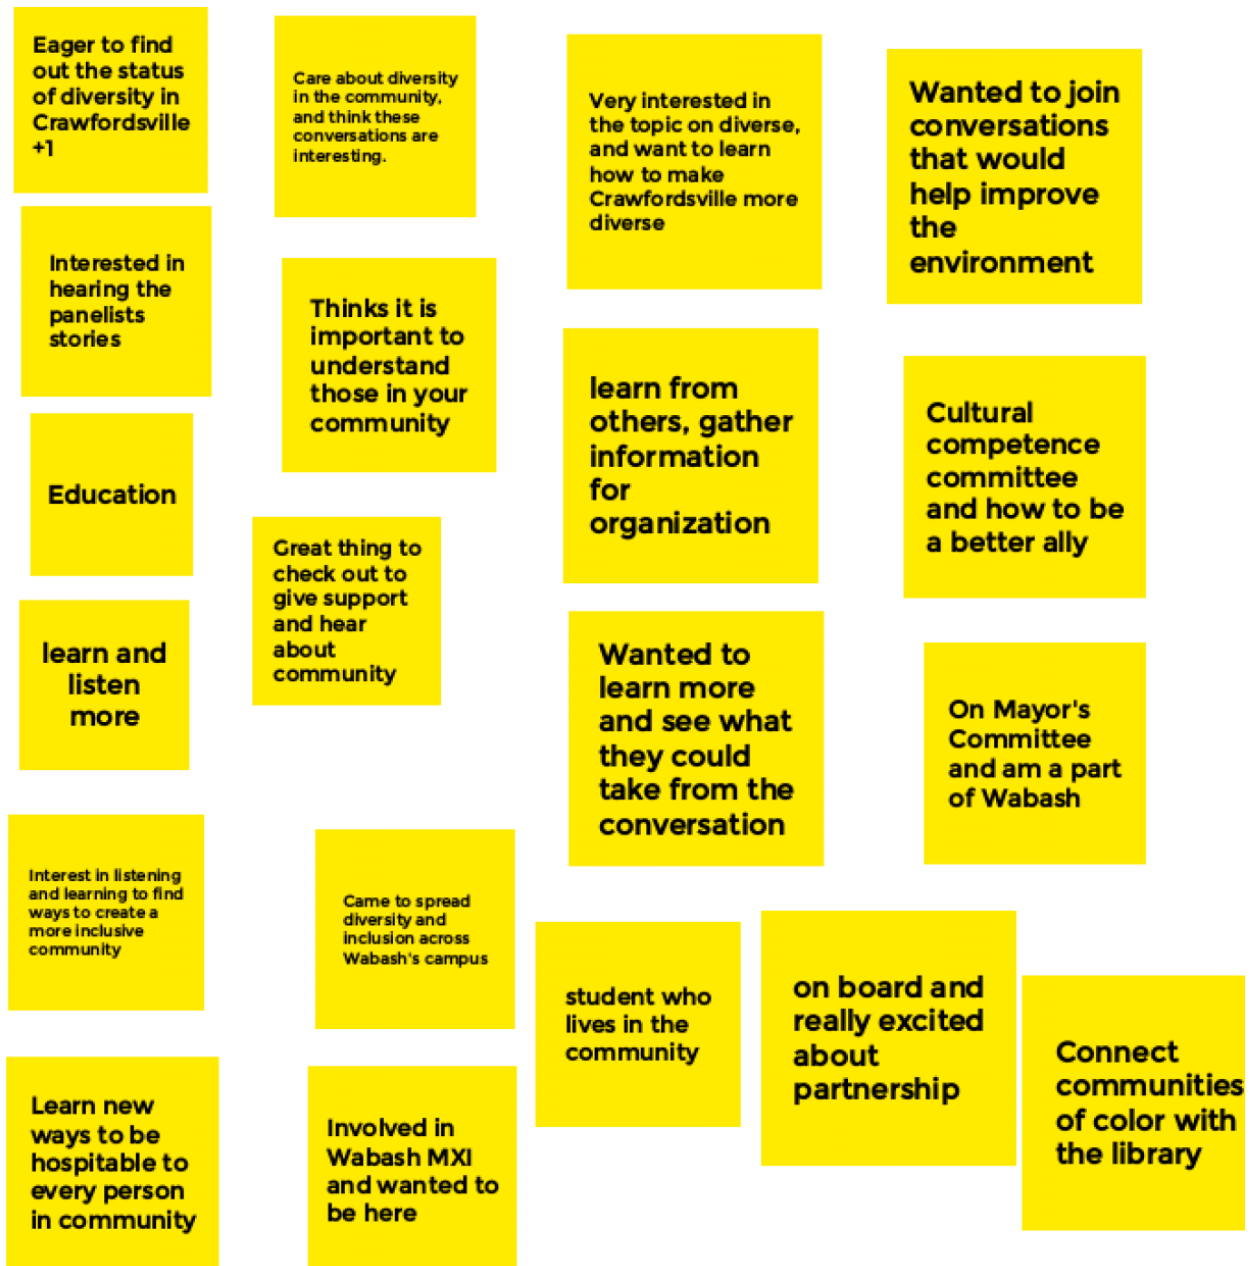 Eager to find
out the status
of diversity in
Crawfordsville
+1
Care about diversity
in the community,
and think these
conversations are
interesting.
Very interested in
the topic on diverse,
and want to learn
how to make
Crawfordsville more
diverse
Wanted to join
conversations
that would
help improve
the
environment
Interested in
hearing the
panelists
stories
Thinks it is
important to
understand
those in your
community
learn from
others, gather
information
for
organization
Cultural
competence
committee
and how to be
a better ally
Education
Great thing to
check out to
give support
and hear
about
community
learn and
listen
more
Wanted to
learn more
and see what
they could
take from the
conversation
On Mayor's
Committee
and am a part
of Wabash
Interest in listening
and learning to find
ways to create a
more inclusive
community
Came to spread
diversity and
inclusion across
Wabash's campus
student who
lives in the
community
on board and
really excited
about
partnership
Connect
communities
of color with
the library
Learn new
ways to be
hospitable to
every person
in community
Involved in
Wabash MXI
and wanted to
be here